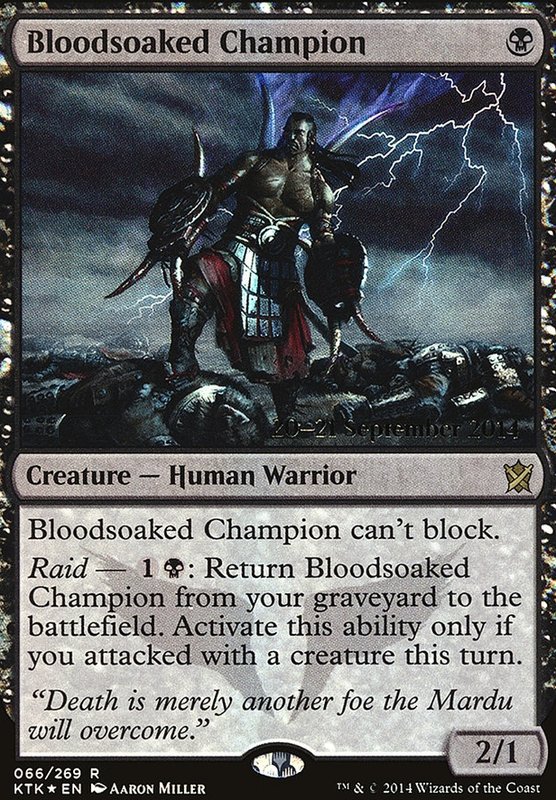 Bloodsoaked Champion
20–21 September 2014
Creature — Human Warrior
Bloodsoaked Champion can't block.
Raid — 1: Return Bloodsoaked
Champion from your graveyard to the
battlefield. Activate this ability only if
you attacked with a creature this turn.
“Death is merely another foe the Mardu
will overcome.”
2/1
066/269 R
KTK ★ EN Aaron Miller
™ & © 2014 Wizards of the Coast